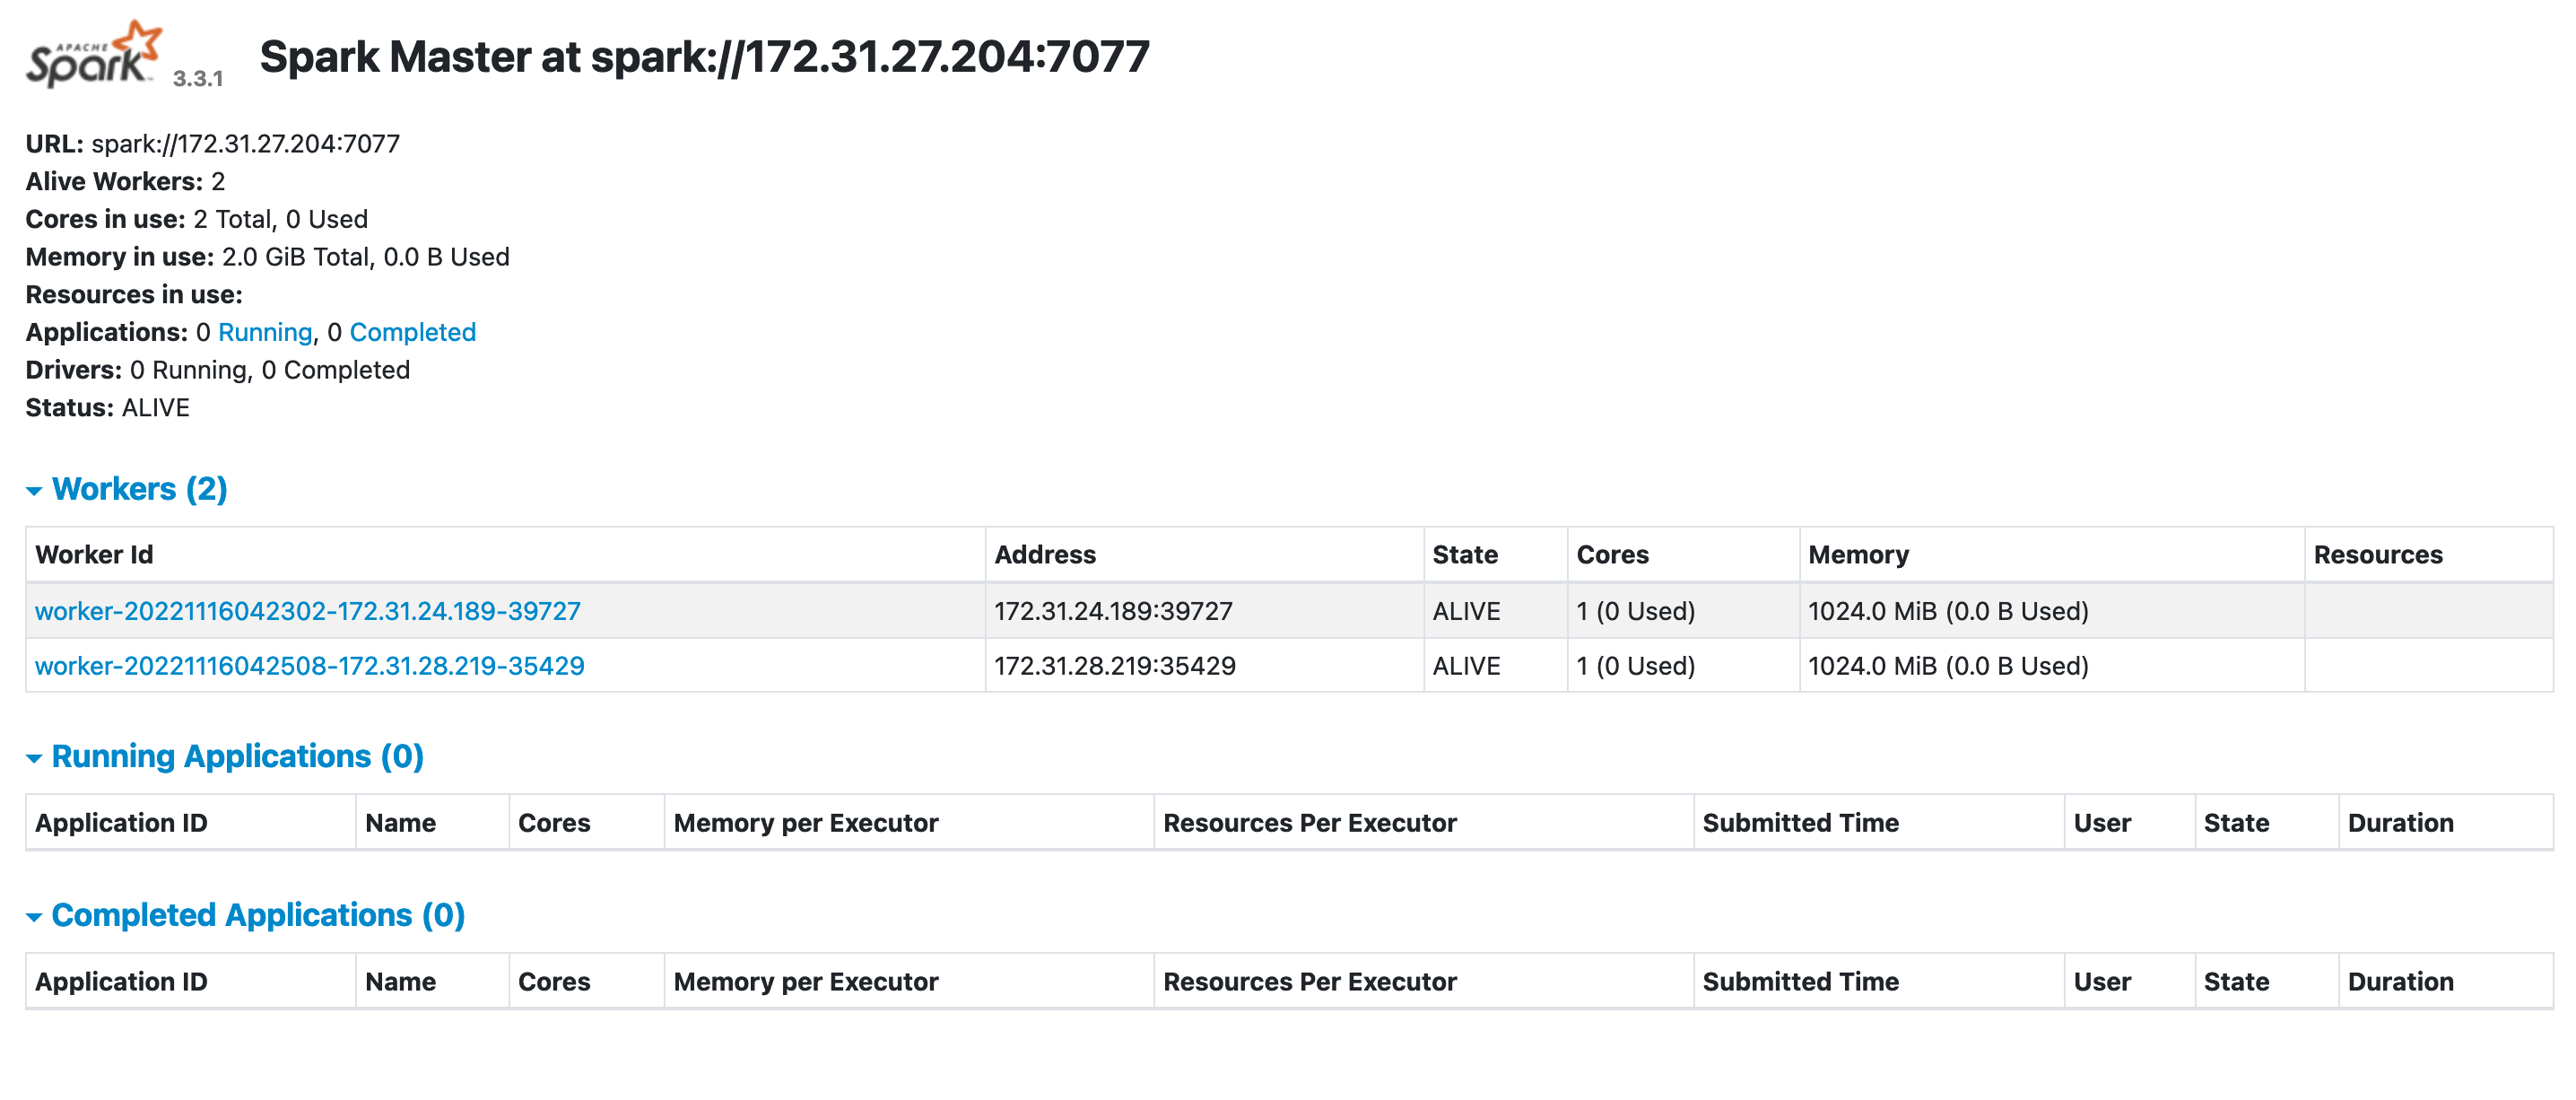 APACHE
Spark 3.3.1 Spark Master at spark://172.31.27.204:7077
URL: spark://172.31.27.204:7077
Alive Workers: 2
Cores in use: 2 Total, 0 Used
Memory in use: 2.0 GiB Total, 0.0 B Used
Resources in use:
Applications: 0 Running, 0 Completed
Drivers: 0 Running, 0 Completed
Status: ALIVE
Workers (2)
Worker Id Address State Cores Memory Resources
worker-20221116042302-172.31.24.189-39727 172.31.24.189:39727 ALIVE 1 (0 Used) 1024.0 MiB (0.0 B Used)
worker-20221116042508-172.31.28.219-35429 172.31.28.219:35429 ALIVE 1 (0 Used) 1024.0 MiB (0.0 B Used)
Running Applications (0)
Application ID Name Cores Memory per Executor Resources Per Executor Submitted Time User State Duration
Completed Applications (0)
Application ID Name Cores Memory per Executor Resources Per Executor Submitted Time User State Duration